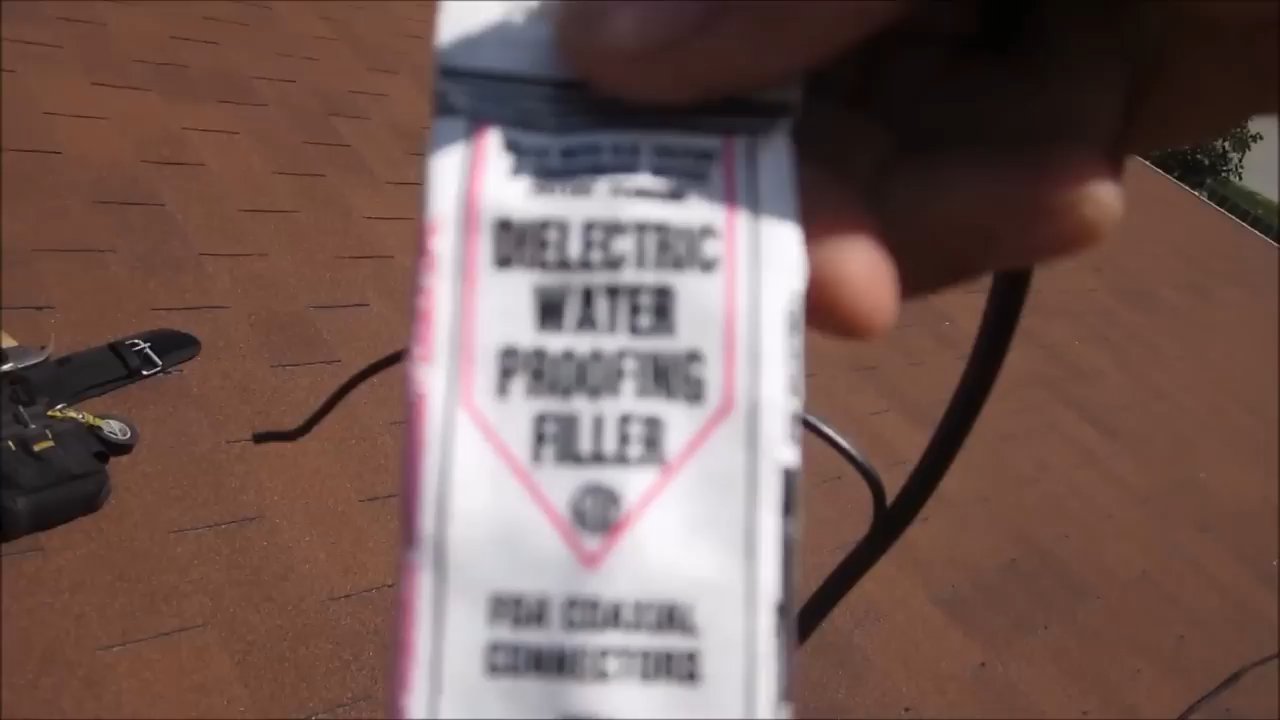 DIELECTRIC
WATER
PROOFING
FILLER
FOR COAXIAL
CONNECTORS